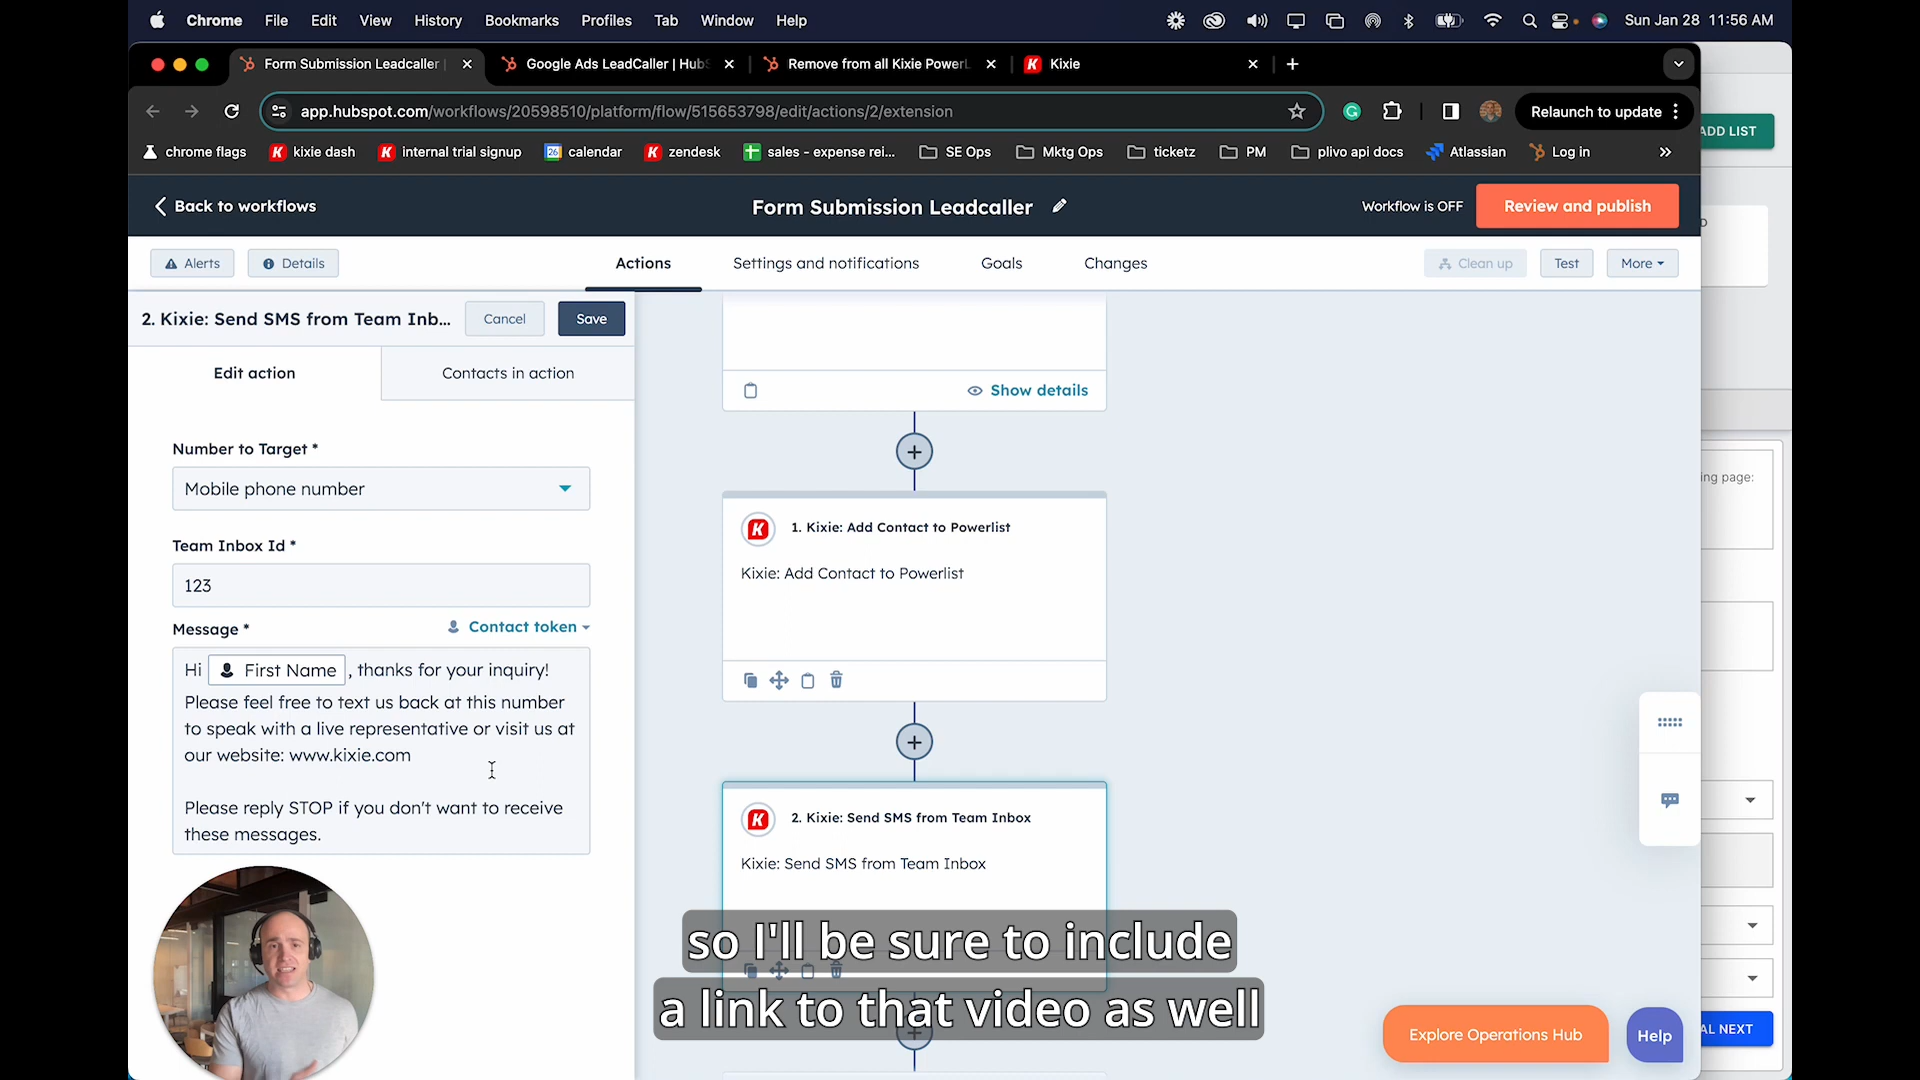 Chrome File Edit View History Bookmarks Profiles Tab Window Help Sun Jan 28 11:56 AM
Form Submission Leadcaller Google Ads LeadCaller | HubS Remove from all Kixie PowerL Kixie
app.hubspot.com/workflows/20598510/platform/flow/515653798/edit/actions/2/extension Relaunch to update
chrome flags kixie dash internal trial signup 26 calendar zendesk sales - expense rei... SE Ops Mktg Ops ticketz PM plivo api docs Atlassian Log in »
ADD LIST
Back to workflows Form Submission Leadcaller Workflow is OFF Review and publish
Alerts Details Actions Settings and notifications Goals Changes Clean up Test More
2. Kixie: Send SMS from Team Inb... Cancel Save
Edit action Contacts in action
Show details
Number to Target *
Mobile phone number
ing page:
Team Inbox Id *
123
Message * Contact token
Hi First Name , thanks for your inquiry!
Please feel free to text us back at this number
to speak with a live representative or visit us at
our website: www.kixie.com
Please reply STOP if you don't want to receive
these messages.
1. Kixie: Add Contact to Powerlist
Kixie: Add Contact to Powerlist
2. Kixie: Send SMS from Team Inbox
Kixie: Send SMS from Team Inbox
so I'll be sure to include
a link to that video as well
Explore Operations Hub Help
AL NEXT